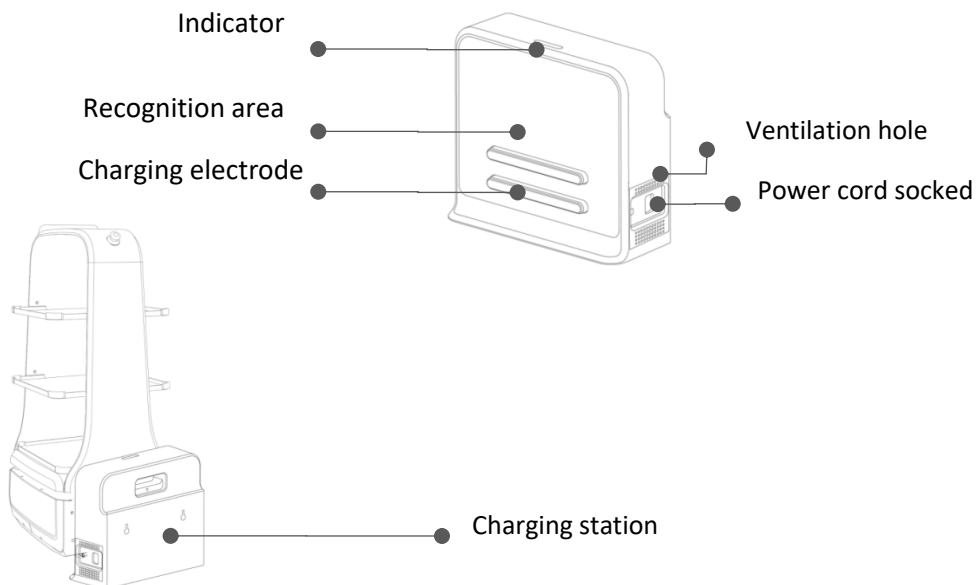 Indicator
Recognition area
Charging electrode
Ventilation hole
Power cord socked
Charging station